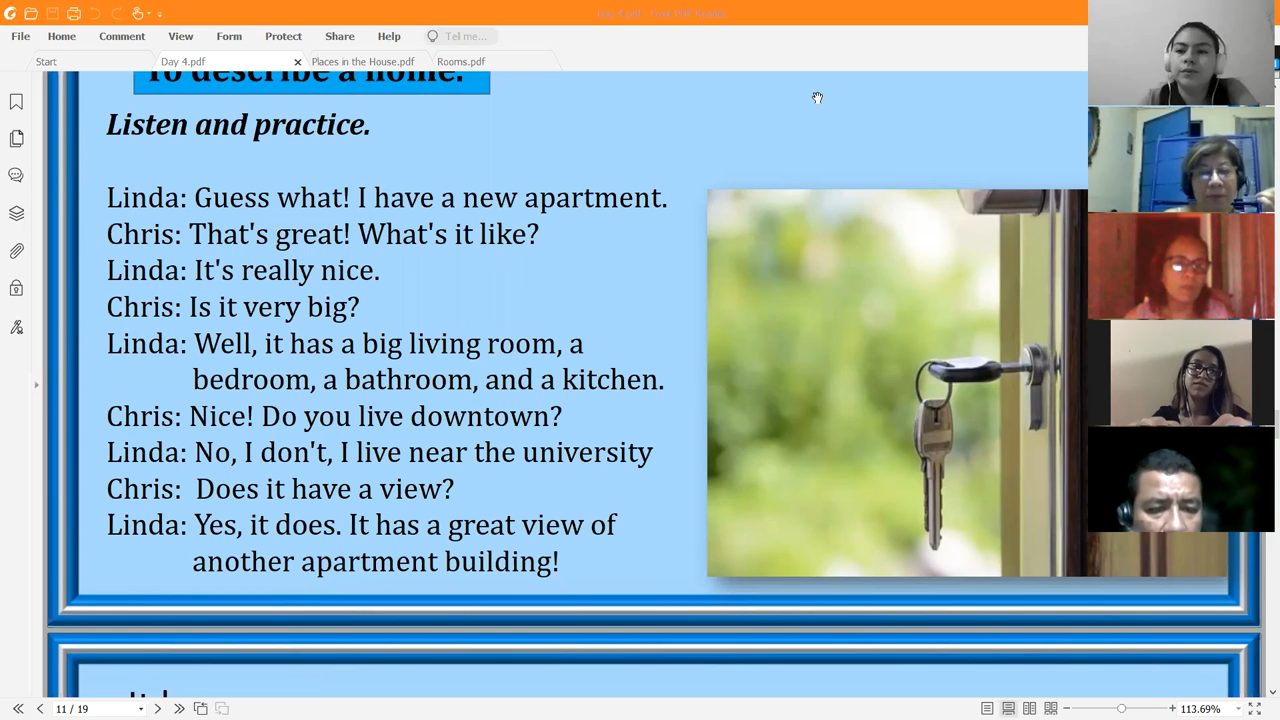 File Home Comment View Form Protect Share Help Tell me...
Start Day 4.pdf Places in the House.pdf Rooms.pdf
To describe a home.
Listen and practice.
Linda: Guess what! I have a new apartment.
Chris: That's great! What's it like?
Linda: It's really nice.
Chris: Is it very big?
Linda: Well, it has a big living room, a
bedroom, a bathroom, and a kitchen.
Chris: Nice! Do you live downtown?
Linda: No, I don't, I live near the university
Chris: Does it have a view?
Linda: Yes, it does. It has a great view of
another apartment building!
11 / 19
113.69%